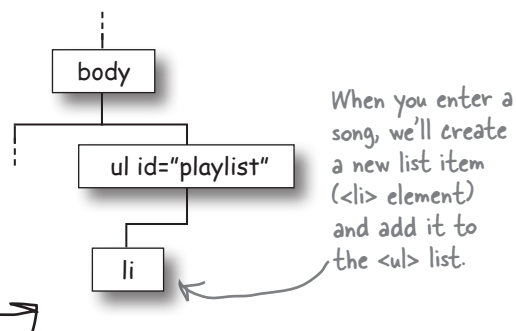 body
ul id="playlist"
li
When you enter a
song, we'll create
a new list item
(<li> element)
and add it to
the <ul> list.